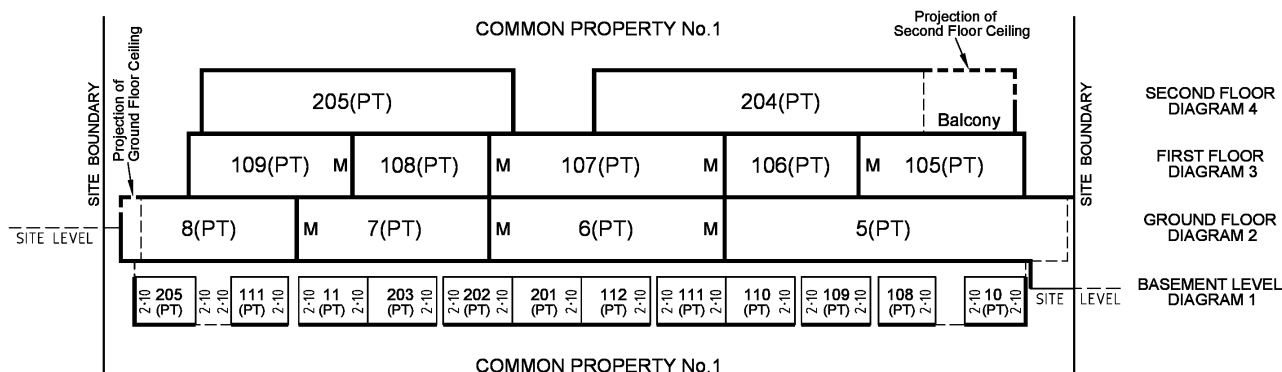 COMMON PROPERTY No.1
Projection of
Second Floor Ceiling
SITE BOUNDARY
Projection of
Ground Floor Ceiling
205(PT)
204(PT)
Balcony
SECOND FLOOR
DIAGRAM 4
109(PT) M 108(PT) M 107(PT) M 106(PT) M 105(PT)
FIRST FLOOR
DIAGRAM 3
SITE BOUNDARY
8(PT) M 7(PT) M 6(PT) M 5(PT)
GROUND FLOOR
DIAGRAM 2
SITE LEVEL
2·10 205 (PT) 2·10 2·10 111 (PT) 2·10 2·10 11 (PT) 2·10 203 (PT) 2·10 2·10 202 (PT) 2·10 201 (PT) 2·10 112 (PT) 2·10 2·10 111 (PT) 2·10 110 (PT) 2·10 2·10 109 (PT) 2·10 2·10 108 (PT) 2·10 2·10 10 (PT) 2·10
SITE LEVEL
BASEMENT LEVEL
DIAGRAM 1
COMMON PROPERTY No.1